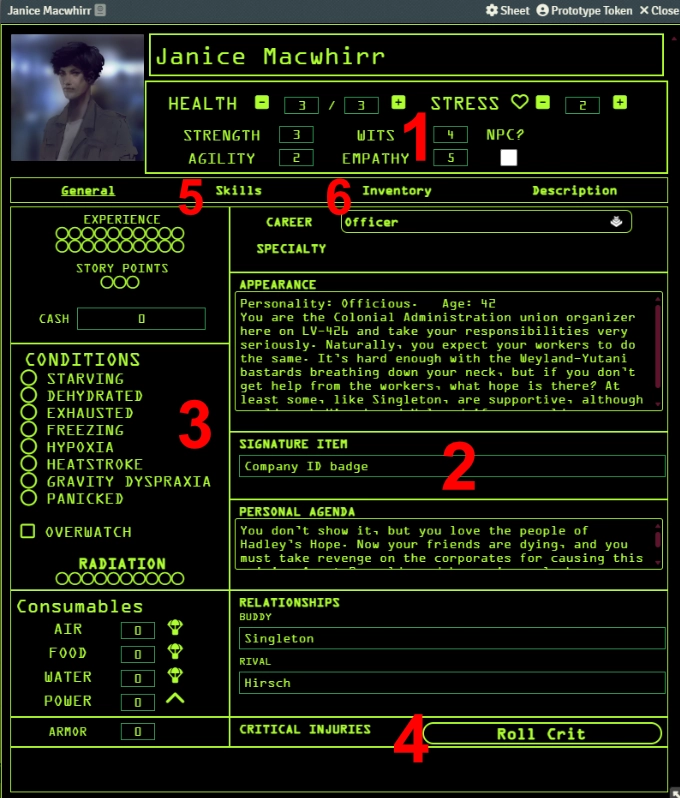 Janice Macwhirr
Sheet Prototype Token Close
Janice Macwhirr
HEALTH - 3 / 3 + STRESS - 2 +
STRENGTH 3 WITS 4 NPC?
AGILITY 2 EMPATHY 5
1
General Skills Inventory Description
5 6
EXPERIENCE
STORY POINTS
CASH 0
CAREER Officer
SPECIALTY
APPEARANCE
Personality: Officious. Age: 42
You are the Colonial Administration union organizer
here on LV-426 and take your responsibilities very
seriously. Naturally, you expect your workers to do
the same. It's hard enough with the Weyland-Yutani
bastards breathing down your neck, but if you don't
get help from the workers, what hope is there? At
least some, like Singleton, are supportive, although
CONDITIONS
STARVING
DEHYDRATED
EXHAUSTED
FREEZING
HYPOXIA
HEATSTROKE
GRAVITY DYSPRAXIA
PANICKED
3
OVERWATCH
RADIATION
SIGNATURE ITEM
Company ID badge
2
PERSONAL AGENDA
You don't show it, but you love the people of
Hadley's Hope. Now your friends are dying, and you
must take revenge on the corporates for causing this
Consumables
AIR 0
FOOD 0
WATER 0
POWER 0
ARMOR 0
RELATIONSHIPS
BUDDY
Singleton
RIVAL
Hirsch
CRITICAL INJURIES Roll Crit
4